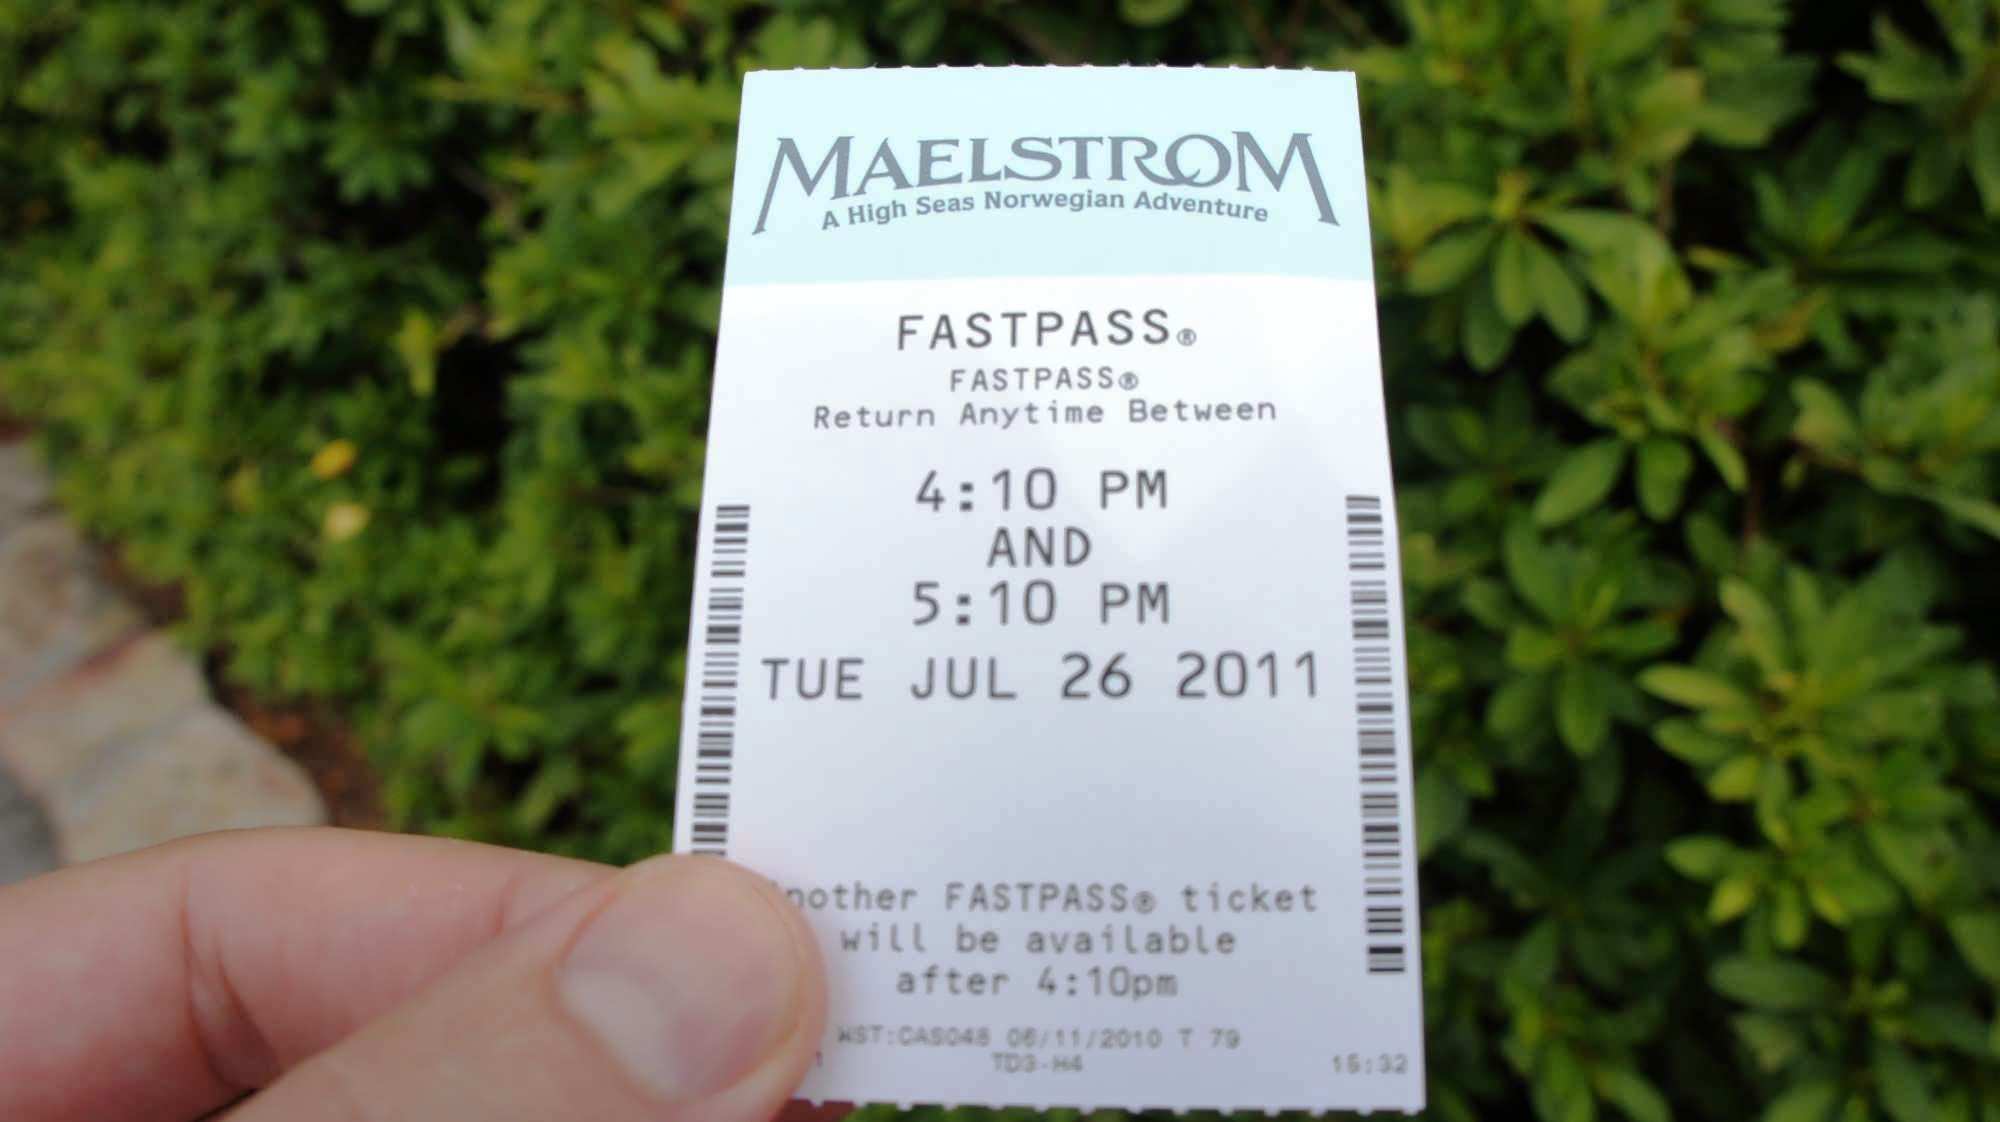 MAELSTROM
A High Seas Norwegian Adventure
FASTPASS®
FASTPASS®
Return Anytime Between
4:10 PM
AND
5:10 PM
TUE JUL 26 2011
nother FASTPASS® ticket
will be available
after 4:10pm
WST:CAS048 06/11/2010 T 79
TD3-H4 15:32